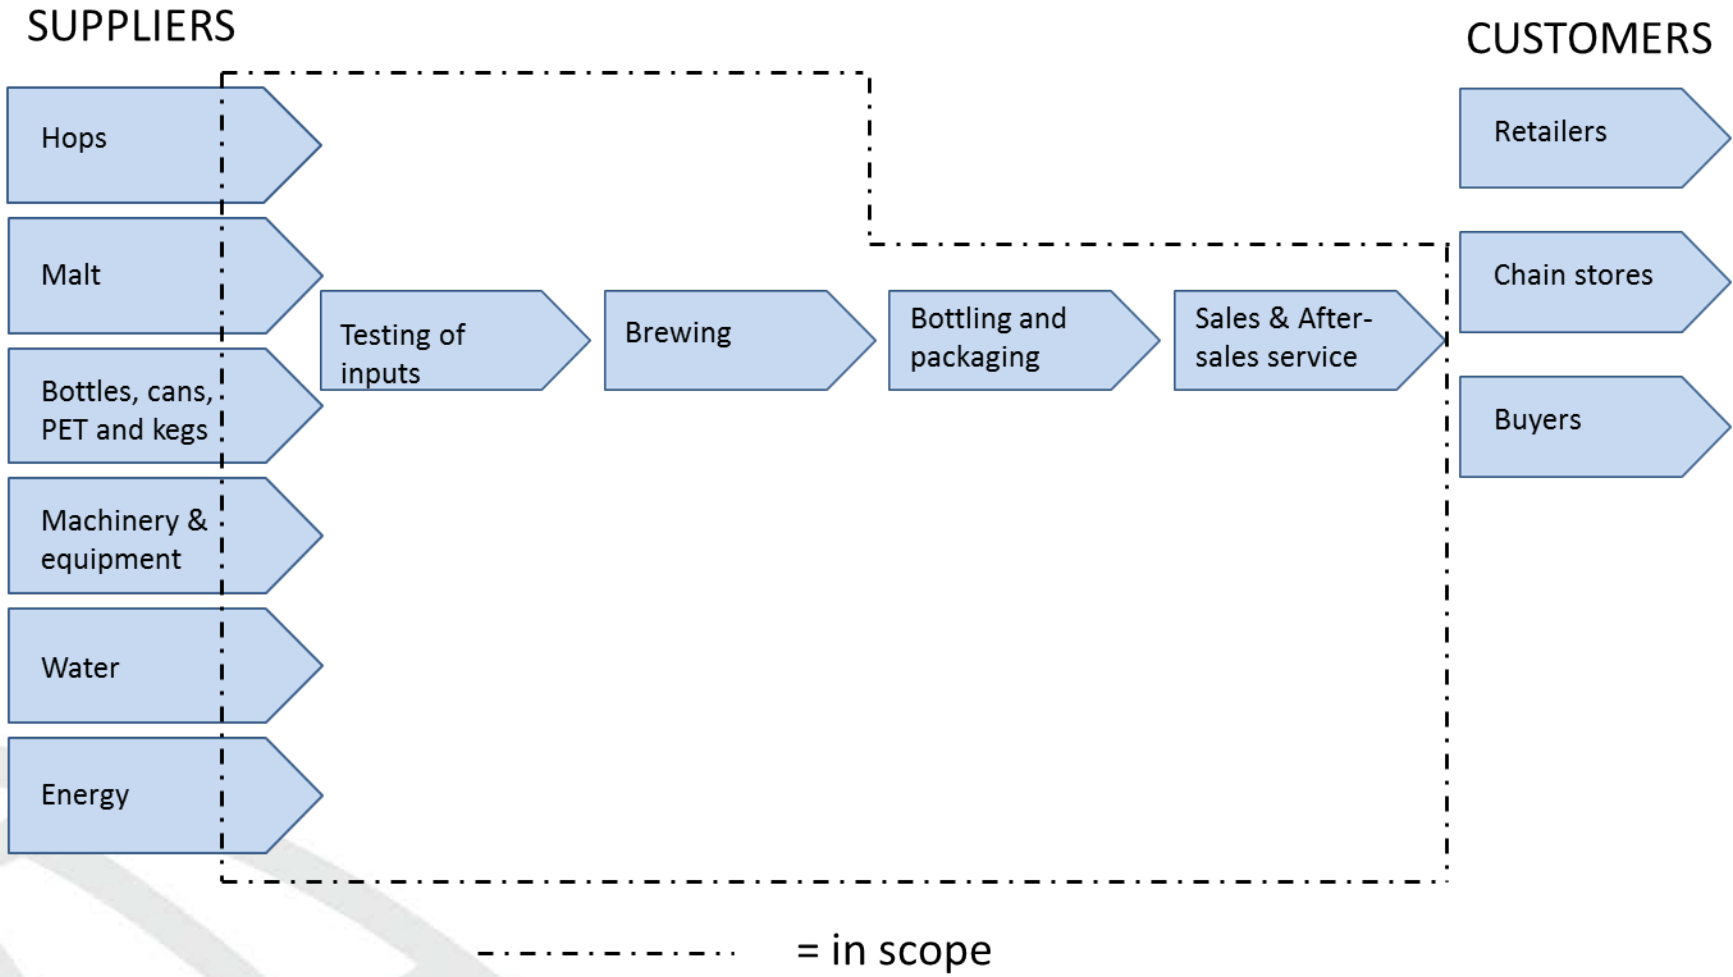 SUPPLIERS
CUSTOMERS
Hops
Malt
Bottles, cans,
PET and kegs
Machinery &
equipment
Water
Energy
Testing of
inputs
Brewing
Bottling and
packaging
Sales & After-
sales service
Retailers
Chain stores
Buyers
= in scope